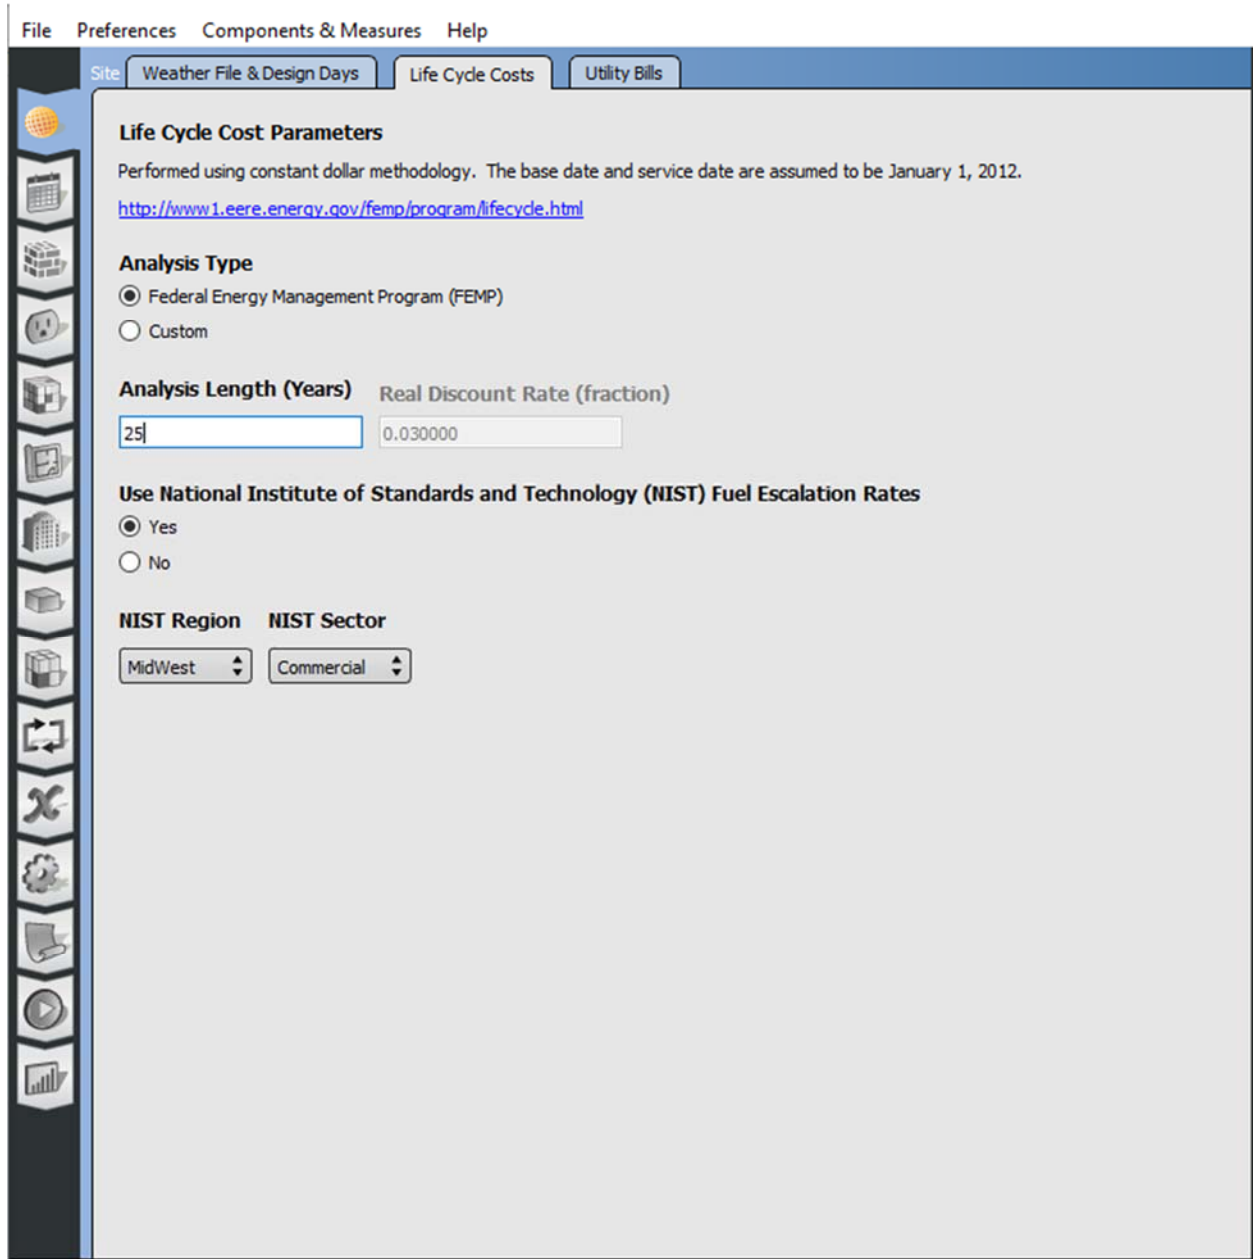 File Preferences Components & Measures Help
Site Weather File & Design Days Life Cycle Costs Utility Bills
Life Cycle Cost Parameters
Performed using constant dollar methodology. The base date and service date are assumed to be January 1, 2012.
http://www1.eere.energy.gov/femp/program/lifecycle.html
Analysis Type
Federal Energy Management Program (FEMP)
Custom
Analysis Length (Years) Real Discount Rate (fraction)
25 0.030000
Use National Institute of Standards and Technology (NIST) Fuel Escalation Rates
Yes
No
NIST Region NIST Sector
MidWest Commercial